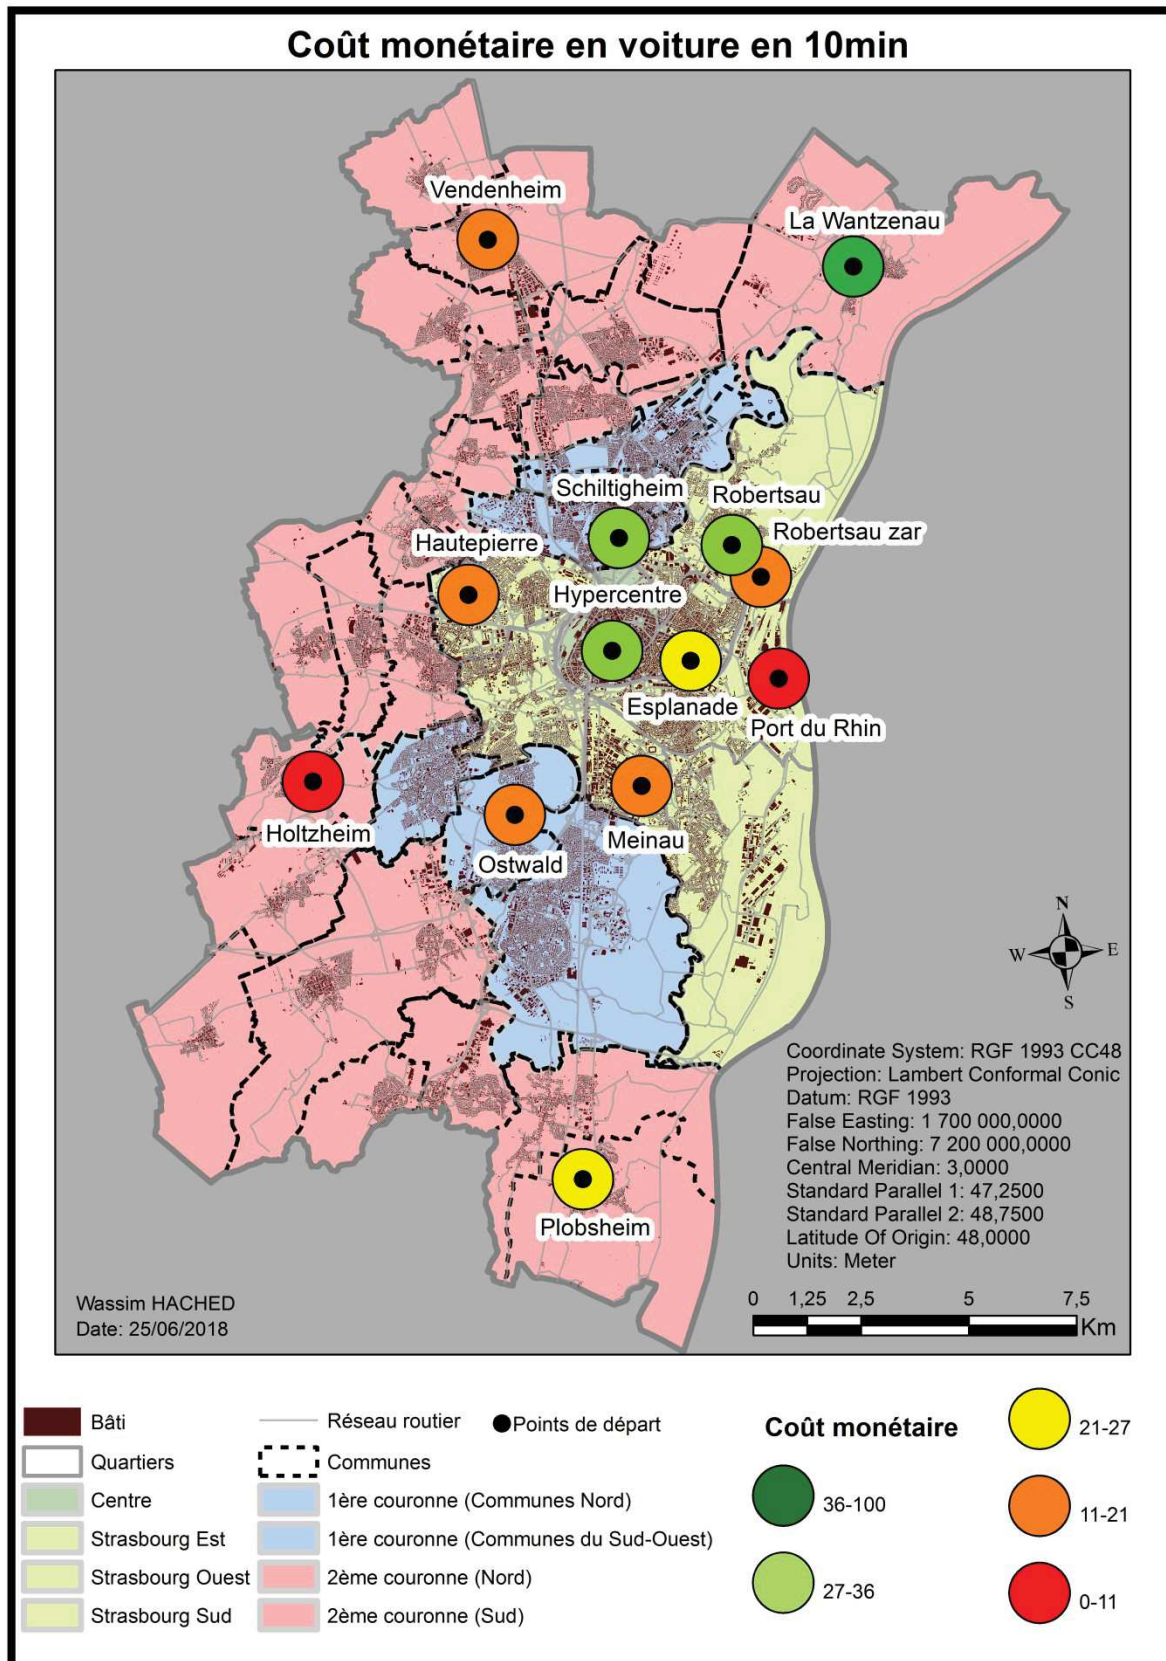 Coût monétaire en voiture en 10min
Vendenheim
La Wantzenau
Schiltigheim
Robertsau
Robertsau zar
Hautepierre
Hypercentre
Esplanade
Port du Rhin
Holtzheim
Ostwald
Meinau
Plobsheim
N
W
E
S
Coordinate System: RGF 1993 CC48
Projection: Lambert Conformal Conic
Datum: RGF 1993
False Easting: 1 700 000,0000
False Northing: 7 200 000,0000
Central Meridian: 3,0000
Standard Parallel 1: 47,2500
Standard Parallel 2: 48,7500
Latitude Of Origin: 48,0000
Units: Meter
Wassim HACHED
Date: 25/06/2018
0 1,25 2,5 5 7,5
Km
Bâti
Quartiers
Centre
Strasbourg Est
Strasbourg Ouest
Strasbourg Sud
Réseau routier
Points de départ
Communes
1ère couronne (Communes Nord)
1ère couronne (Communes du Sud-Ouest)
2ème couronne (Nord)
2ème couronne (Sud)
Coût monétaire
36-100
27-36
21-27
11-21
0-11